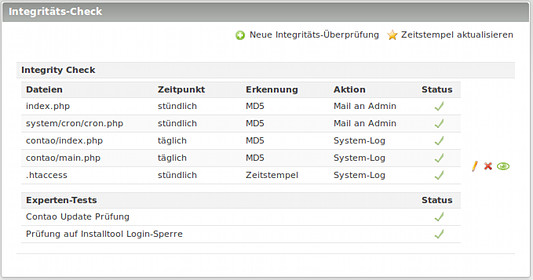 Integritäts-Check
Neue Integritäts-Überprüfung Zeitstempel aktualisieren
Integrity Check
Dateien Zeitpunkt Erkennung Aktion Status
index.php stündlich MD5 Mail an Admin
system/cron/cron.php stündlich MD5 Mail an Admin
contao/index.php täglich MD5 System-Log
contao/main.php täglich MD5 System-Log
.htaccess stündlich Zeitstempel System-Log
Experten-Tests Status
Contao Update Prüfung
Prüfung auf Installtool Login-Sperre